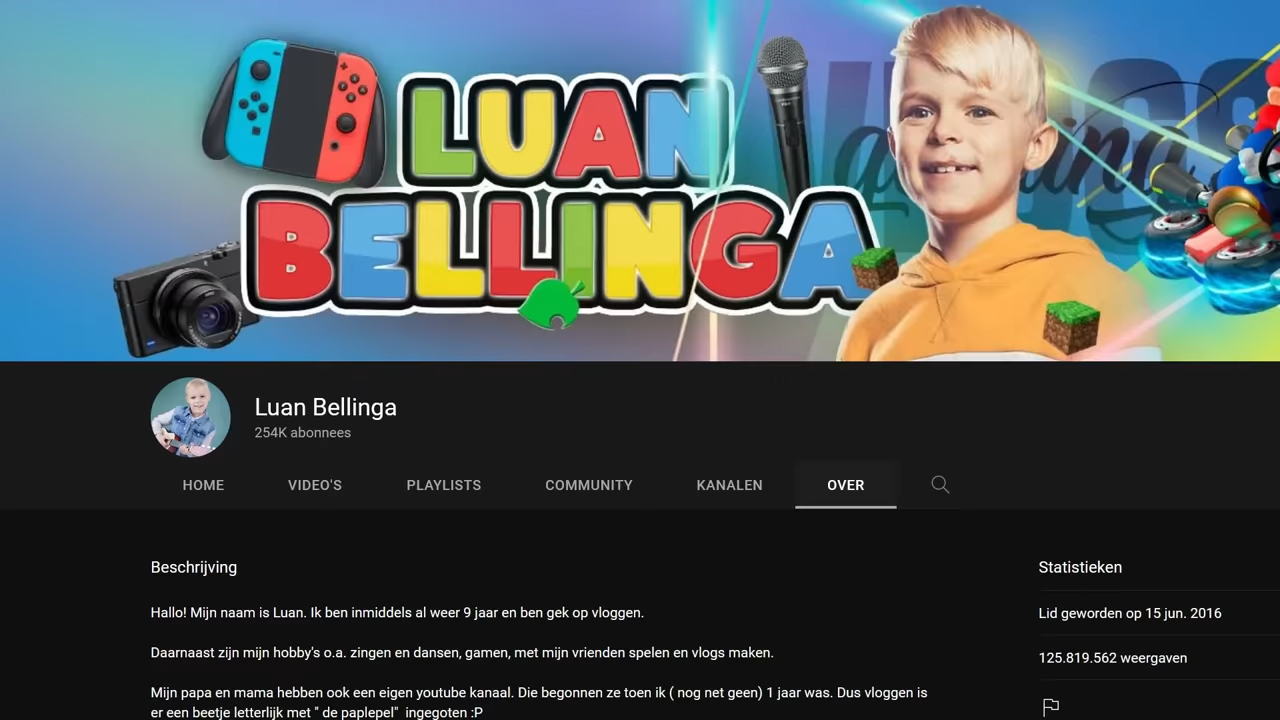 LUAN
BELLINGA
Luan Bellinga
254K abonnees
HOME
VIDEO'S
PLAYLISTS
COMMUNITY
KANALEN
OVER
Beschrijving
Hallo! Mijn naam is Luan. Ik ben inmiddels al weer 9 jaar en ben gek op vloggen.
Daarnaast zijn mijn hobby's o.a. zingen en dansen, gamen, met mijn vrienden spelen en vlogs maken.
Mijn papa en mama hebben ook een eigen youtube kanaal. Die begonnen ze toen ik ( nog net geen) 1 jaar was. Dus vloggen is
er een beetje letterlijk met " de paplepel"  ingegoten :P
Statistieken
Lid geworden op 15 jun. 2016
125.819.562 weergaven